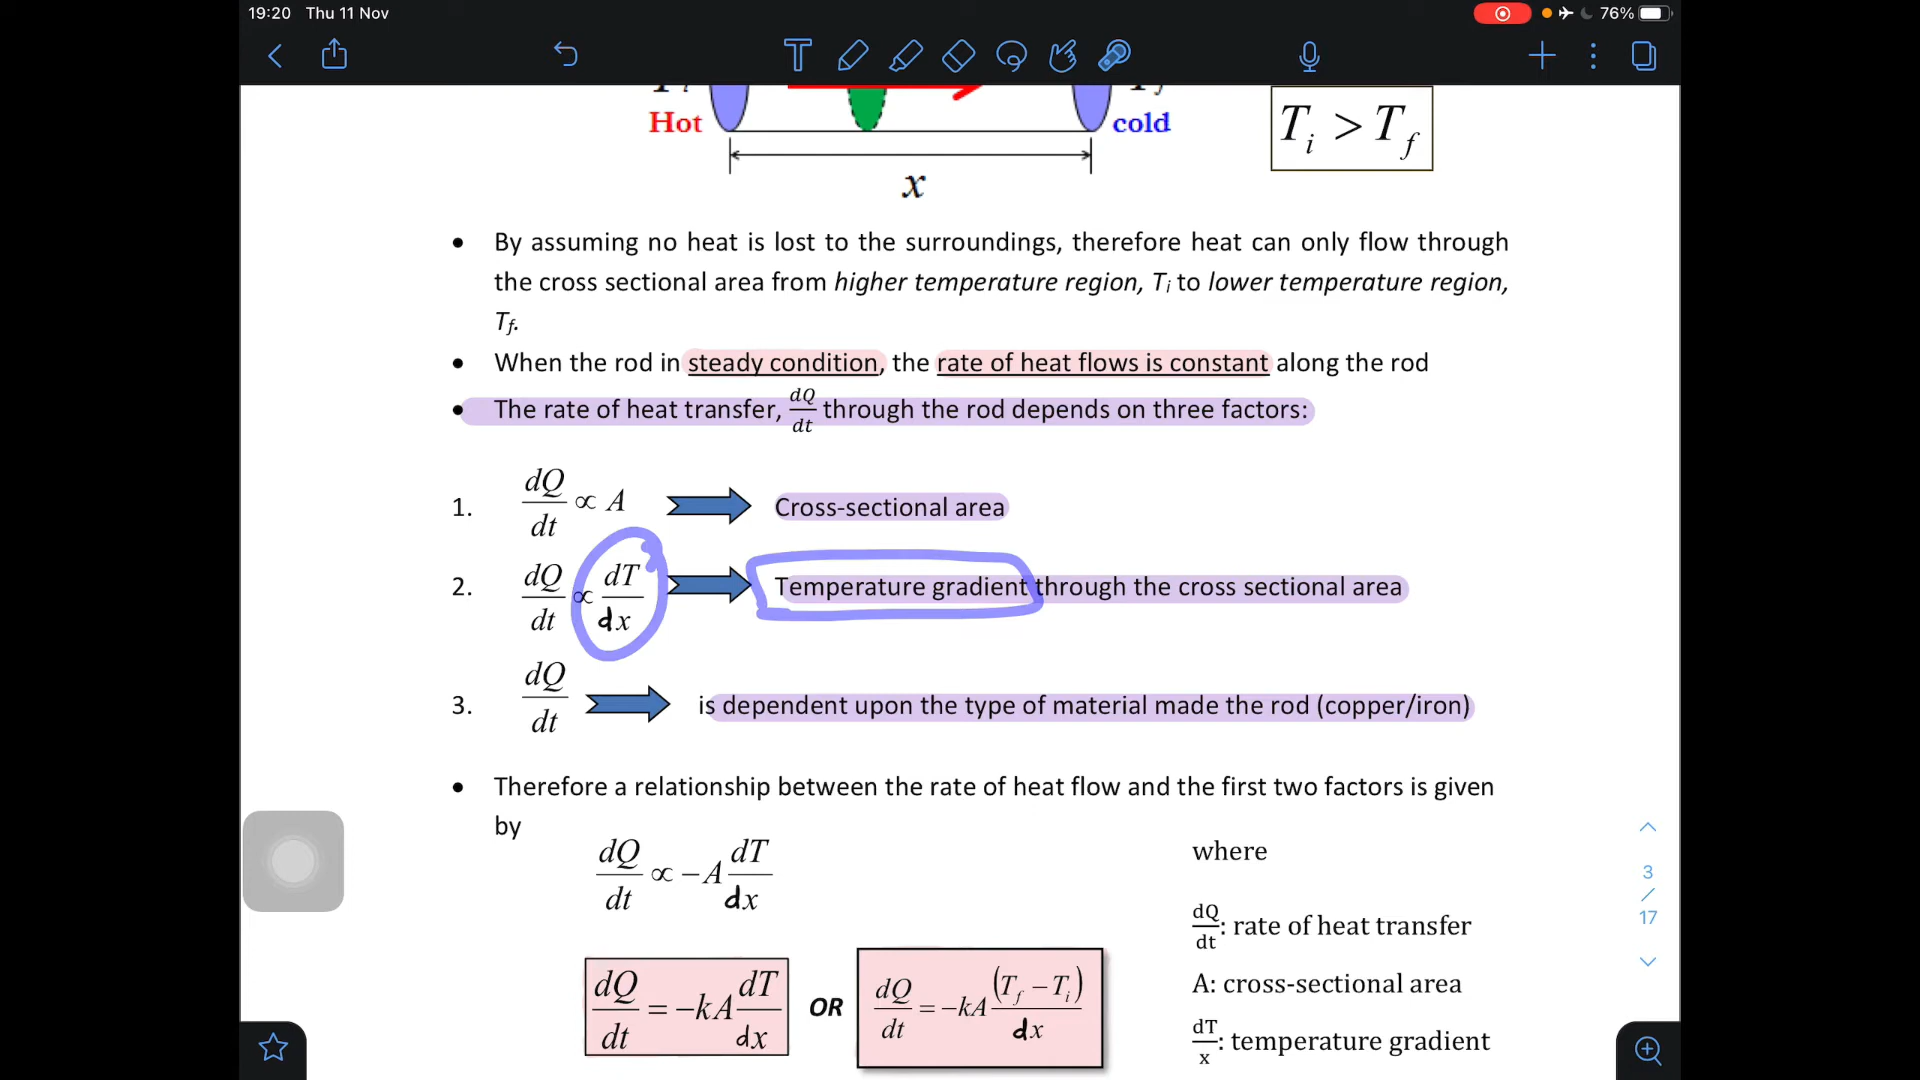 19:20 Thu 11 Nov
76%
Hot
cold
T_i > T_f
x
• By assuming no heat is lost to the surroundings, therefore heat can only flow through
the cross sectional area from higher temperature region, T_i to lower temperature region,
T_f.
• When the rod in steady condition, the rate of heat flows is constant along the rod
• The rate of heat transfer, dQ/dt through the rod depends on three factors:
1. dQ/dt ∝ A Cross-sectional area
2. dQ/dt ∝ dT/dx Temperature gradient through the cross sectional area
3. dQ/dt is dependent upon the type of material made the rod (copper/iron)
• Therefore a relationship between the rate of heat flow and the first two factors is given
by
dQ/dt ∝ −A dT/dx
where
dQ/dt: rate of heat transfer
A: cross-sectional area
dT/x: temperature gradient
dQ/dt = −kA dT/dx OR dQ/dt = −kA (T_f − T_i)/dx
3
/
17